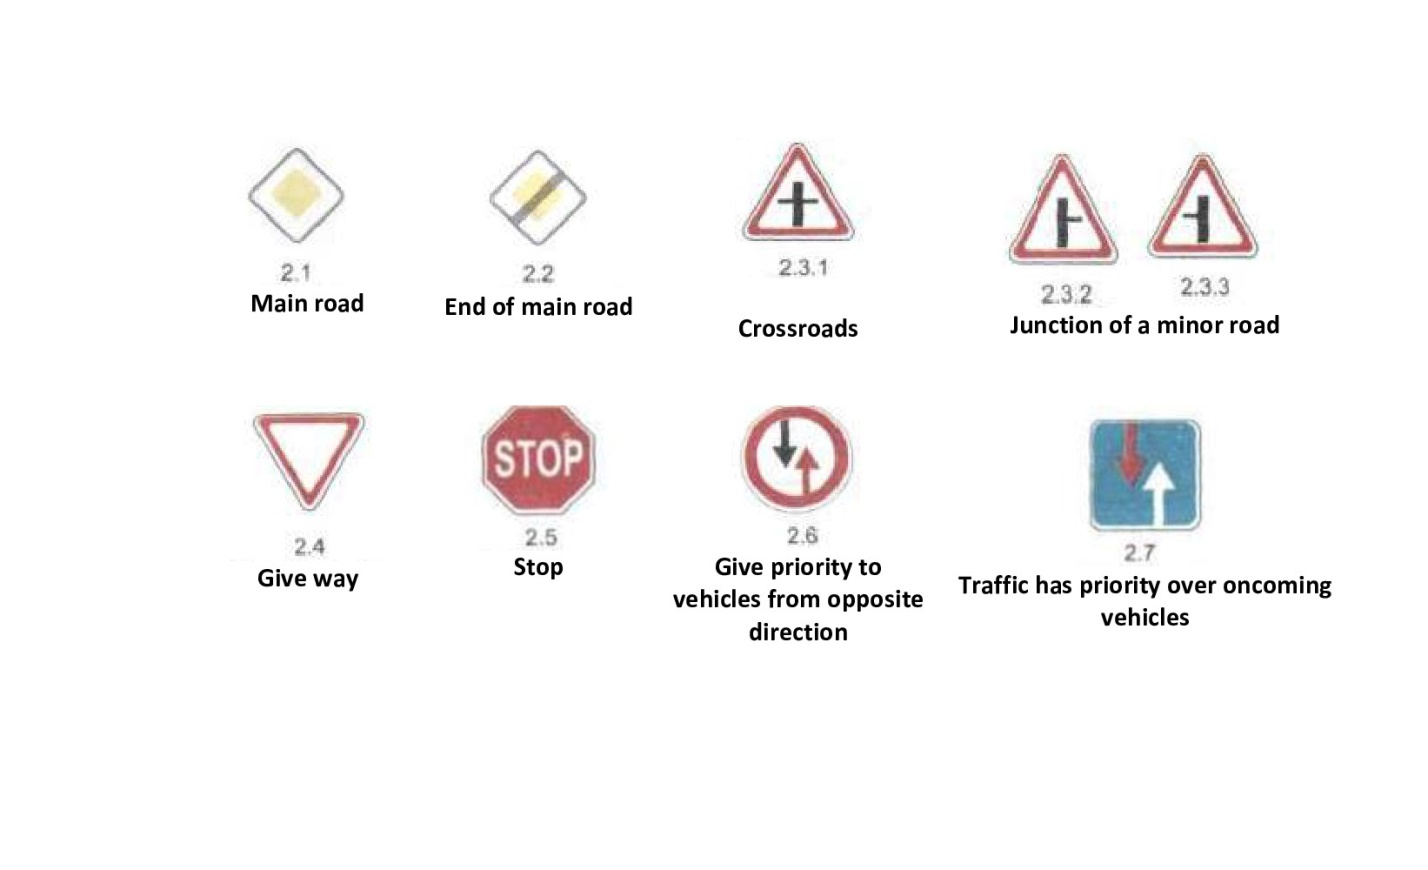 2.1
Main road
2.2
End of main road
2.3.1
Crossroads
2.3.2
2.3.3
Junction of a minor road
2.4
Give way
STOP
2.5
Stop
2.6
Give priority to
vehicles from opposite
direction
2.7
Traffic has priority over oncoming
vehicles